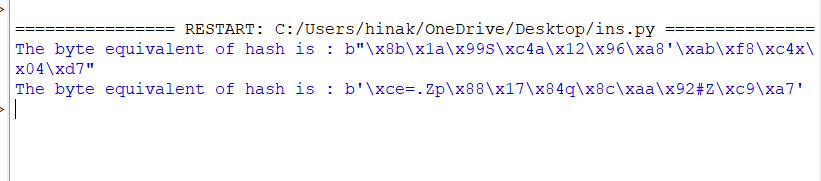 ================ RESTART: C:/Users/hinak/OneDrive/Desktop/ins.py ===============
The byte equivalent of hash is : b"\x8b\x1a\x99S\xc4a\x12\x96\xa8'\xab\xf8\xc4x\
x04\xd7"
The byte equivalent of hash is : b'\xce=.Zp\x88\x17\x84q\x8c\xaa\x92#Z\xc9\xa7'